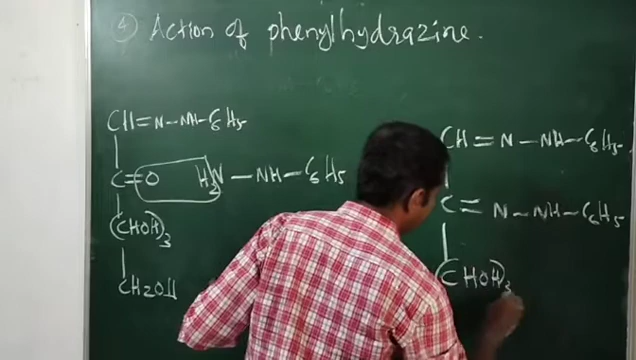 ④ Action of phenylhydrazine.
CH=N-NH-C6H5
C=O H2N-NH-C6H5
(CHOH)3
CH2OH
CH=N-NH-C6H5
C=N-NH-C6H5
(CHOH)3